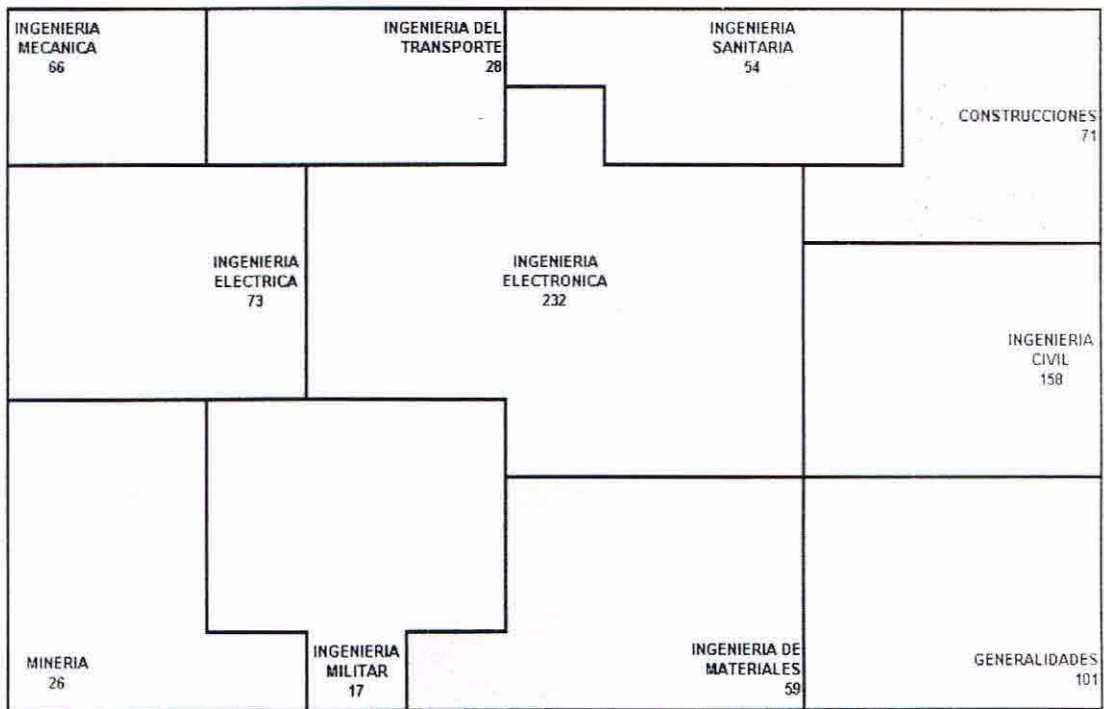 INGENIERIA
MECANICA
66
INGENIERIA DEL
TRANSPORTE
28
INGENIERIA
SANITARIA
54
CONSTRUCCIONES
71
INGENIERIA
ELECTRICA
73
INGENIERIA
ELECTRONICA
232
INGENIERIA
CIVIL
158
MINERIA
26
INGENIERIA
MILITAR
17
INGENIERIA DE
MATERIALES
59
GENERALIDADES
101